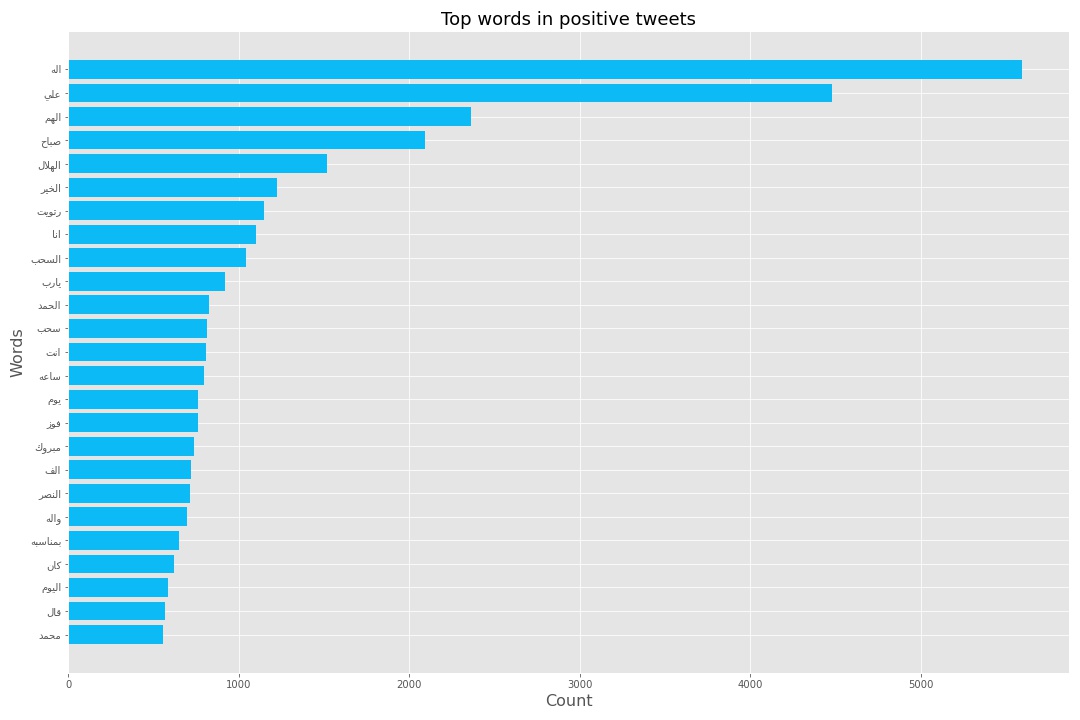 Top words in positive tweets
اله
علي
الهم
صباح
الهلال
الخير
رتويت
انا
السحب
يارب
الحمد
سحب
انت
ساعه
يوم
فوز
مبروك
الف
النصر
واله
بمناسبه
كان
اليوم
قال
محمد
Words
0 1000 2000 3000 4000 5000
Count